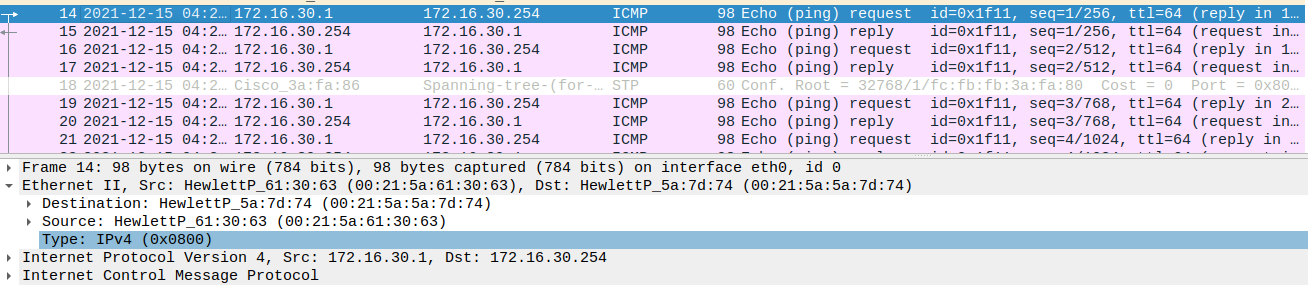 14 2021-12-15 04:2… 172.16.30.1 172.16.30.254 ICMP 98 Echo (ping) request id=0x1f11, seq=1/256, ttl=64 (reply in 1…
15 2021-12-15 04:2… 172.16.30.254 172.16.30.1 ICMP 98 Echo (ping) reply id=0x1f11, seq=1/256, ttl=64 (request in…
16 2021-12-15 04:2… 172.16.30.1 172.16.30.254 ICMP 98 Echo (ping) request id=0x1f11, seq=2/512, ttl=64 (reply in 1…
17 2021-12-15 04:2… 172.16.30.254 172.16.30.1 ICMP 98 Echo (ping) reply id=0x1f11, seq=2/512, ttl=64 (request in…
18 2021-12-15 04:2… Cisco_3a:fa:86 Spanning-tree-(for-… STP 60 Conf. Root = 32768/1/fc:fb:fb:3a:fa:80 Cost = 0 Port = 0x80…
19 2021-12-15 04:2… 172.16.30.1 172.16.30.254 ICMP 98 Echo (ping) request id=0x1f11, seq=3/768, ttl=64 (reply in 2…
20 2021-12-15 04:2… 172.16.30.254 172.16.30.1 ICMP 98 Echo (ping) reply id=0x1f11, seq=3/768, ttl=64 (request in…
21 2021-12-15 04:2… 172.16.30.1 172.16.30.254 ICMP 98 Echo (ping) request id=0x1f11, seq=4/1024, ttl=64 (reply in …
Frame 14: 98 bytes on wire (784 bits), 98 bytes captured (784 bits) on interface eth0, id 0
Ethernet II, Src: HewlettP_61:30:63 (00:21:5a:61:30:63), Dst: HewlettP_5a:7d:74 (00:21:5a:5a:7d:74)
Destination: HewlettP_5a:7d:74 (00:21:5a:5a:7d:74)
Source: HewlettP_61:30:63 (00:21:5a:61:30:63)
Type: IPv4 (0x0800)
Internet Protocol Version 4, Src: 172.16.30.1, Dst: 172.16.30.254
Internet Control Message Protocol